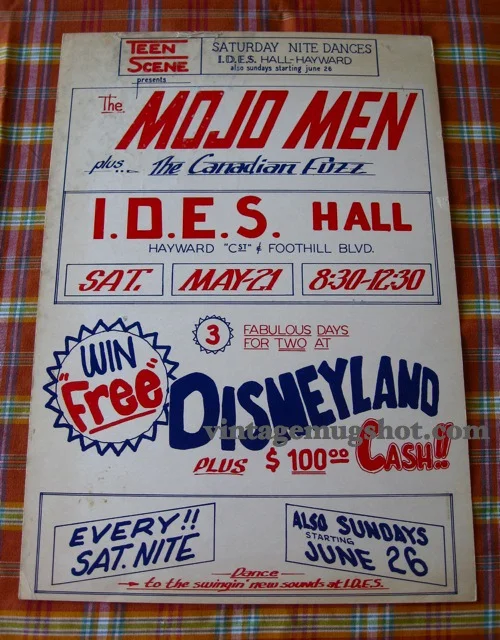 TEEN SCENE
presents
SATURDAY NITE DANCES
I.D.E.S. HALL-HAYWARD
also sundays starting june 26
The MOJO MEN
plus... The Canadian Fuzz
I.D.E.S. HALL
HAYWARD "C ST" & FOOTHILL BLVD.
SAT. MAY-21 8:30-12:30
WIN
"Free"
3 FABULOUS DAYS
FOR TWO AT
DISNEYLAND
vintagemugshot.com
PLUS $100.00 CASH!!
EVERY!!
SAT. NITE
ALSO SUNDAYS
STARTING
JUNE 26
Dance
to the swingin' new sounds at I.D.E.S.